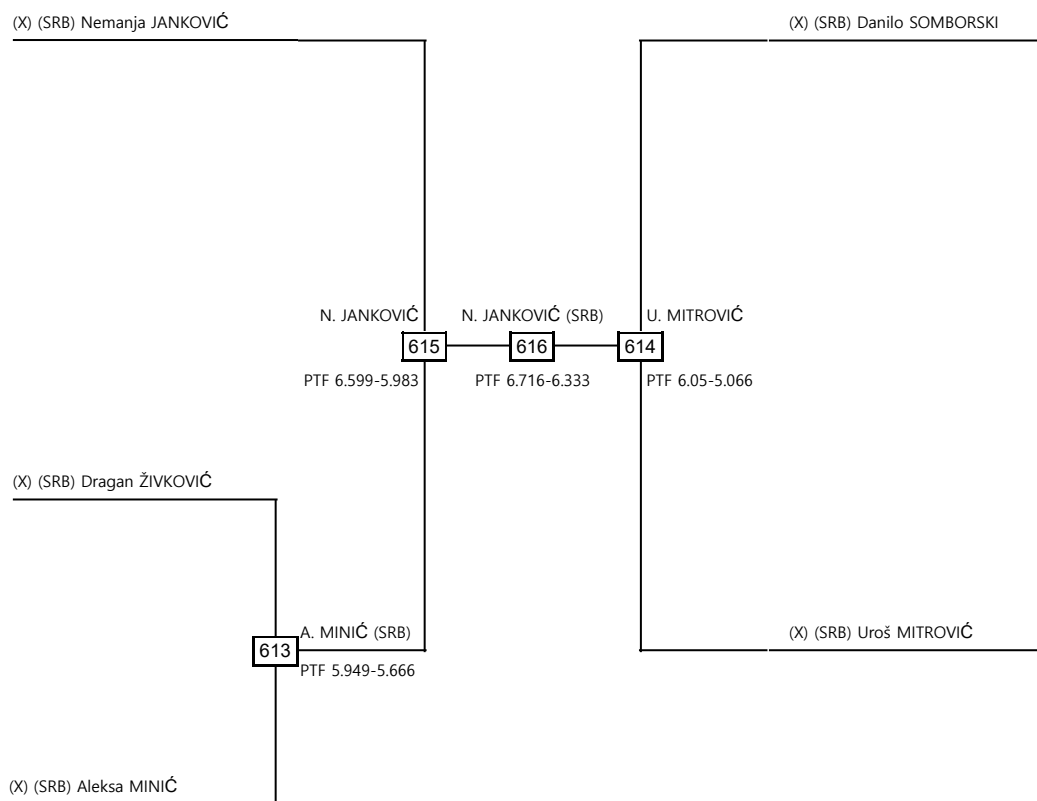 (X) (SRB) Nemanja JANKOVIĆ
(X) (SRB) Danilo SOMBORSKI
N. JANKOVIĆ
N. JANKOVIĆ (SRB)
U. MITROVIĆ
615
616
614
PTF 6.599-5.983
PTF 6.716-6.333
PTF 6.05-5.066
(X) (SRB) Dragan ŽIVKOVIĆ
A. MINIĆ (SRB)
(X) (SRB) Uroš MITROVIĆ
613
PTF 5.949-5.666
(X) (SRB) Aleksa MINIĆ